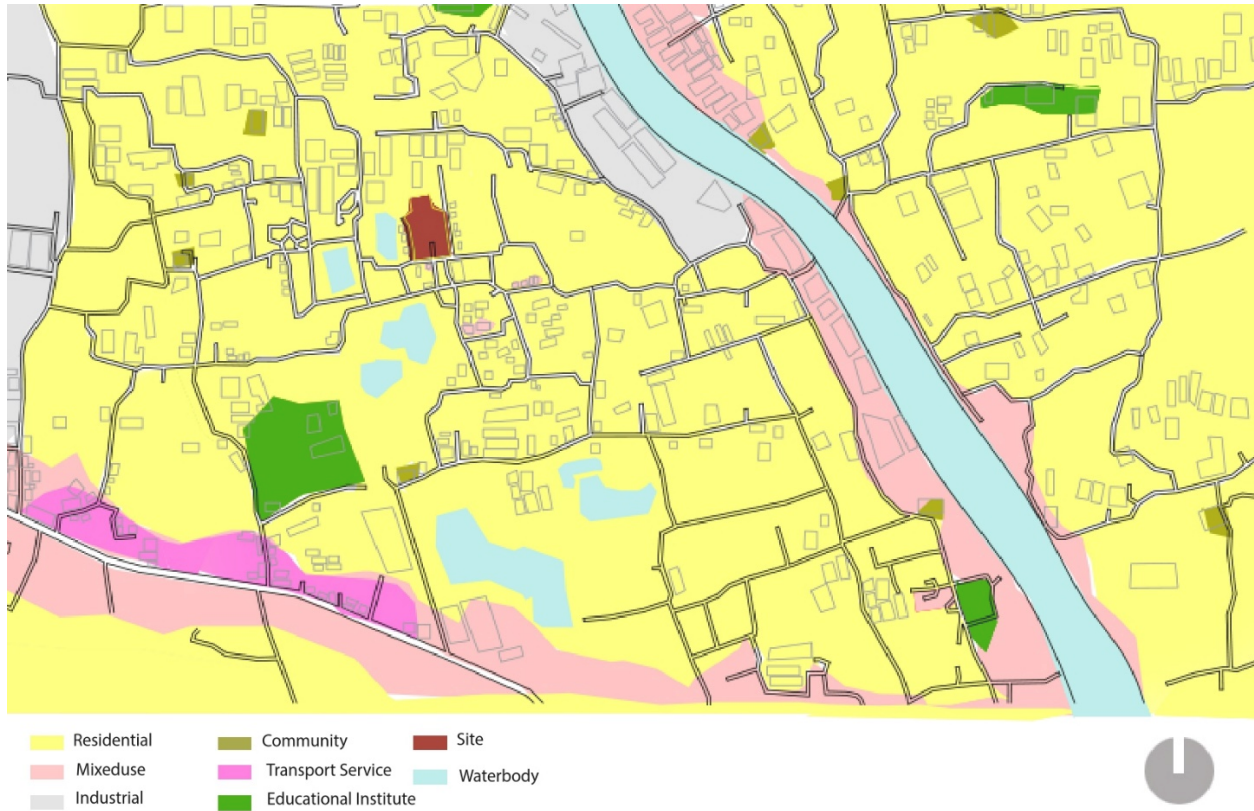 Residential
Community
Site
Mixeduse
Transport Service
Waterbody
Industrial
Educational Institute